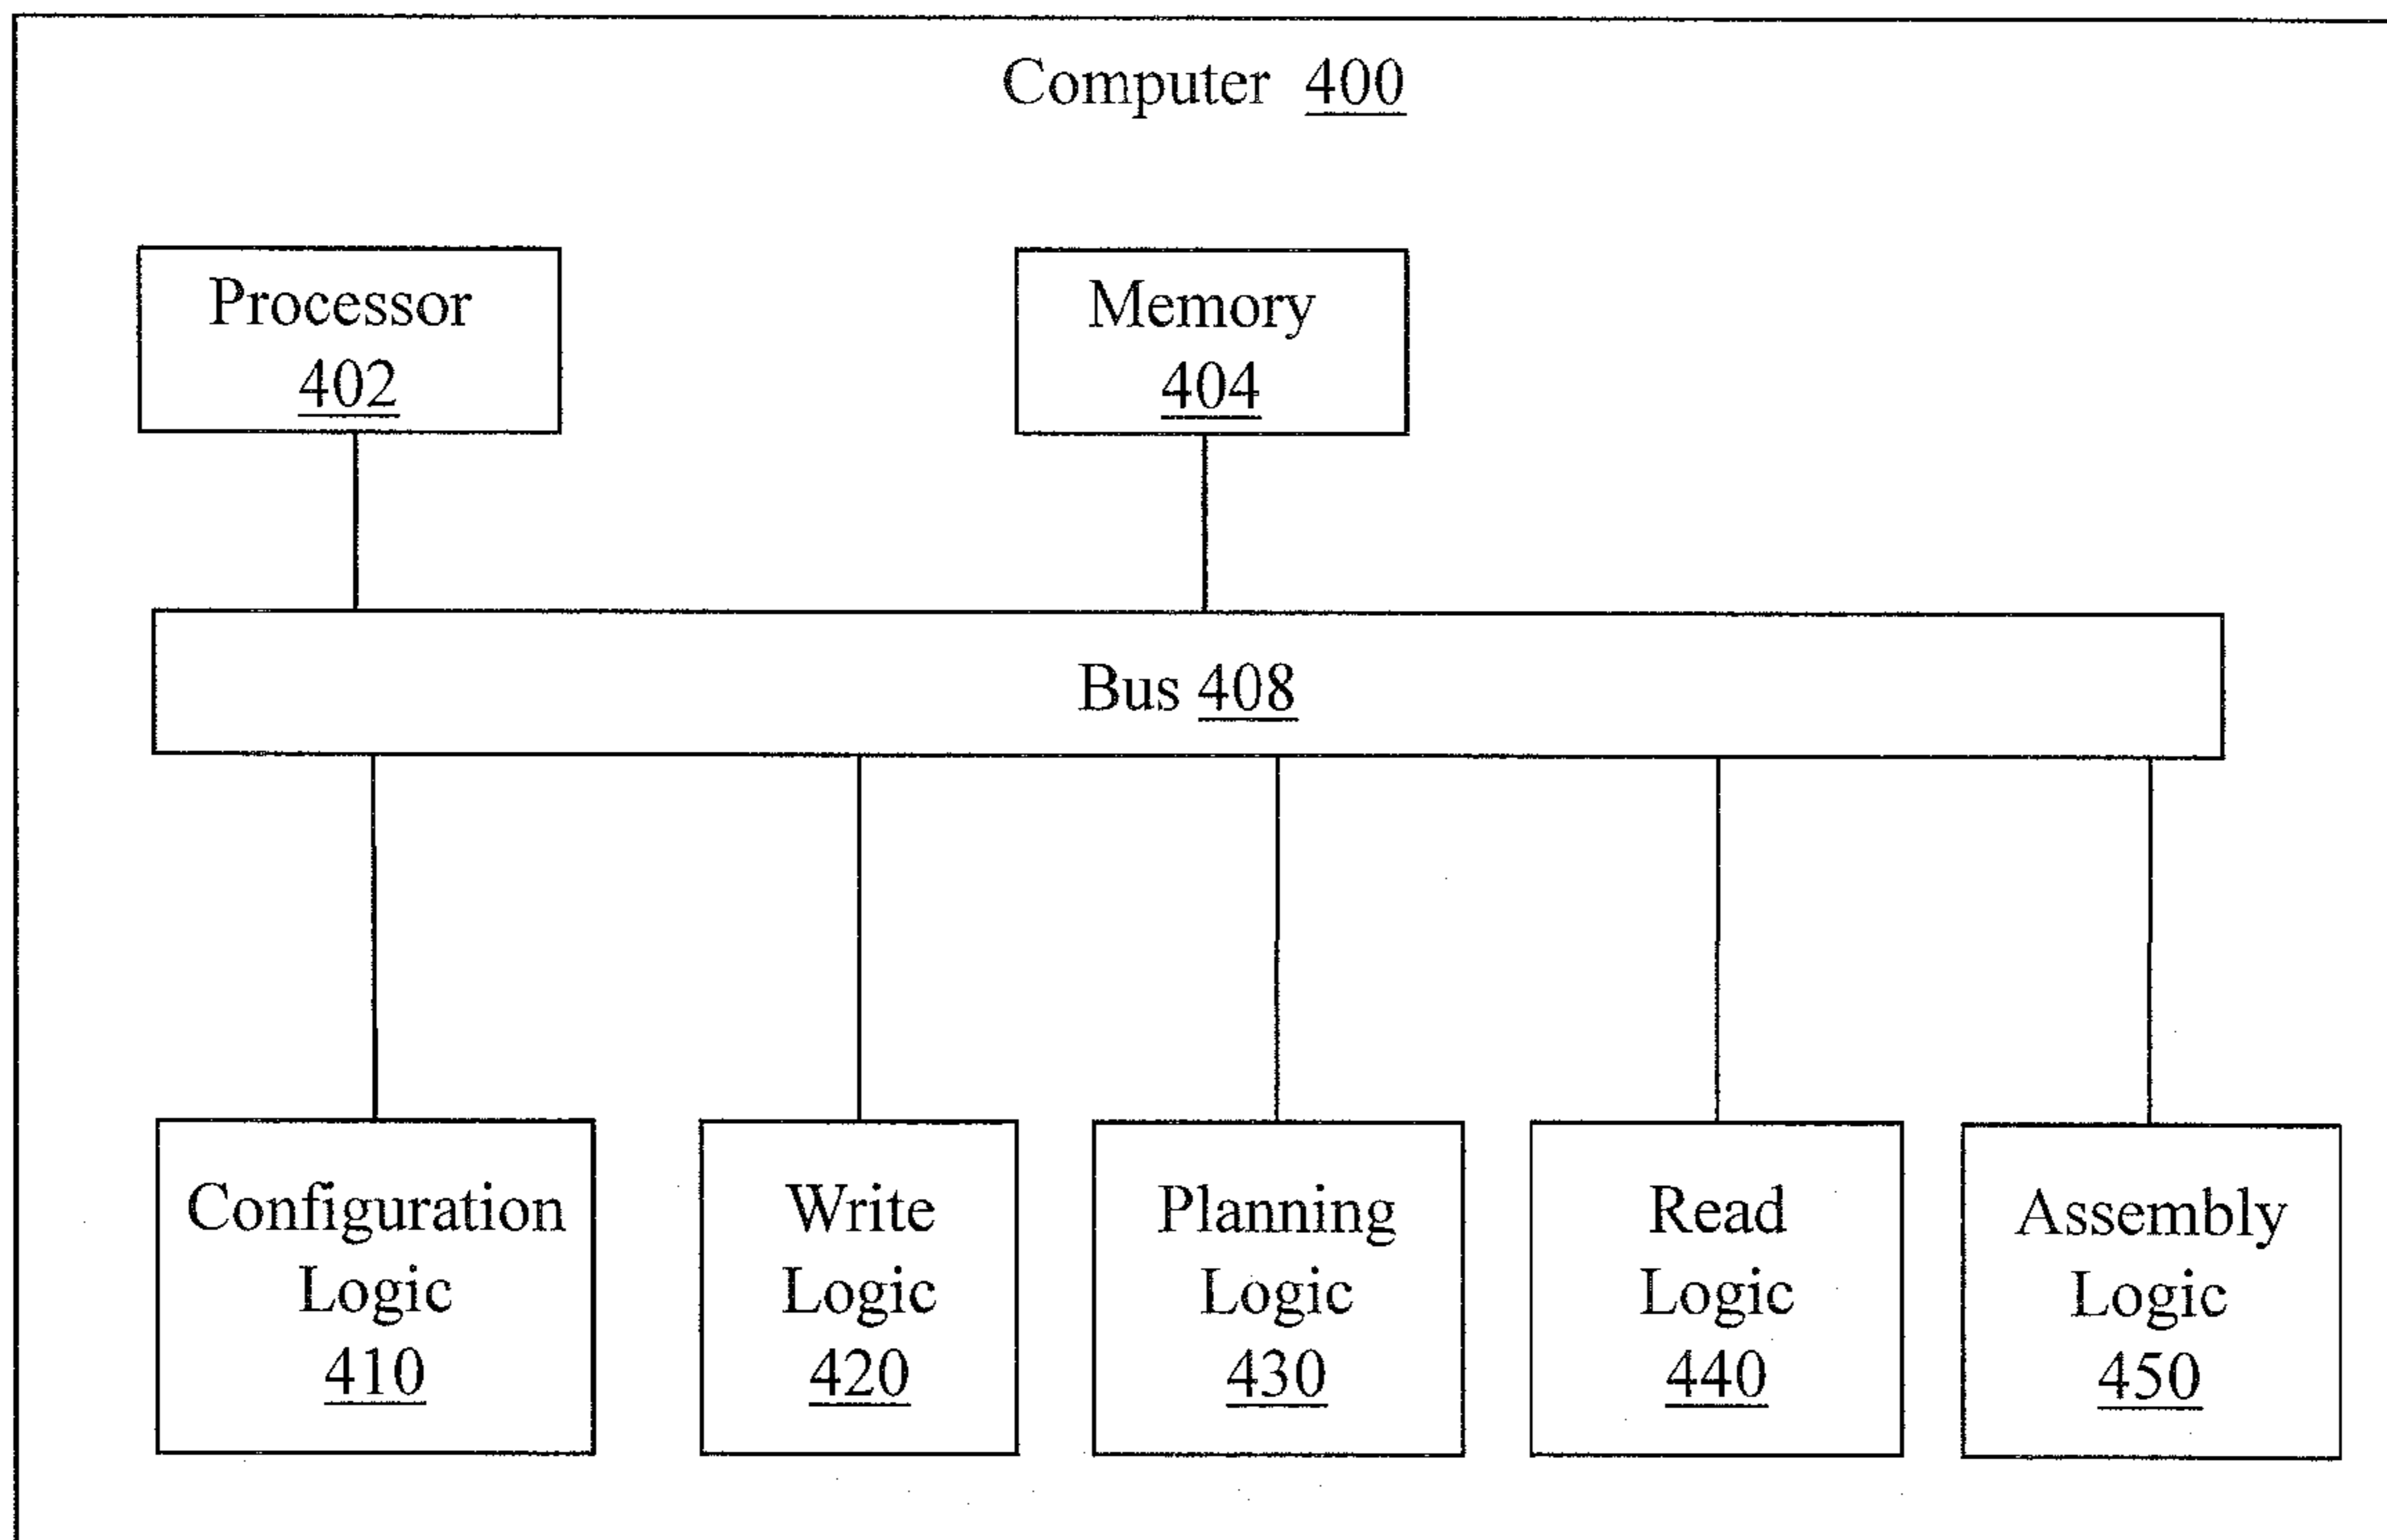 Computer 400
Processor
402
Memory
404
Bus 408
Configuration
Logic
410
Write
Logic
420
Planning
Logic
430
Read
Logic
440
Assembly
Logic
450